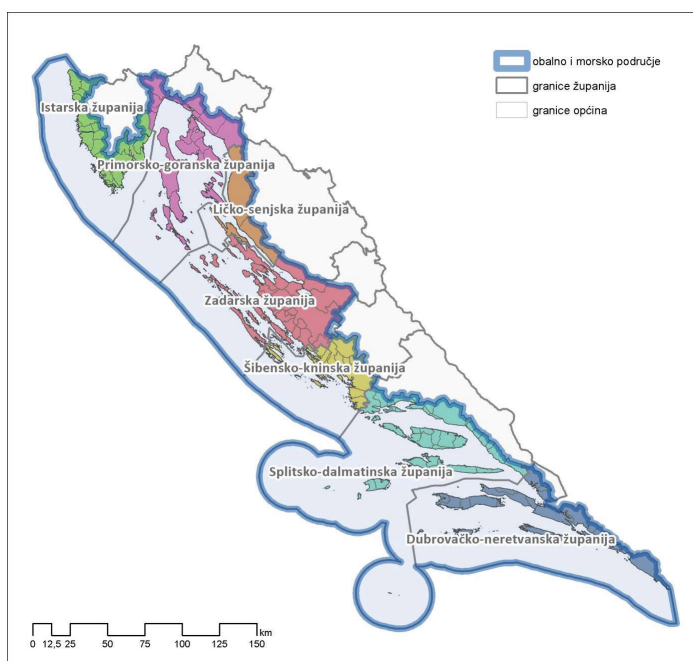 obalno i morsko područje
granice županija
granice općina
Istarska županija
Primorsko-goranska županija
Ličko-senjska županija
Zadarska županija
Šibensko-kninska županija
Splitsko-dalmatinska županija
Dubrovačko-neretvanska županija
km
0 12,5 25 50 75 100 125 150